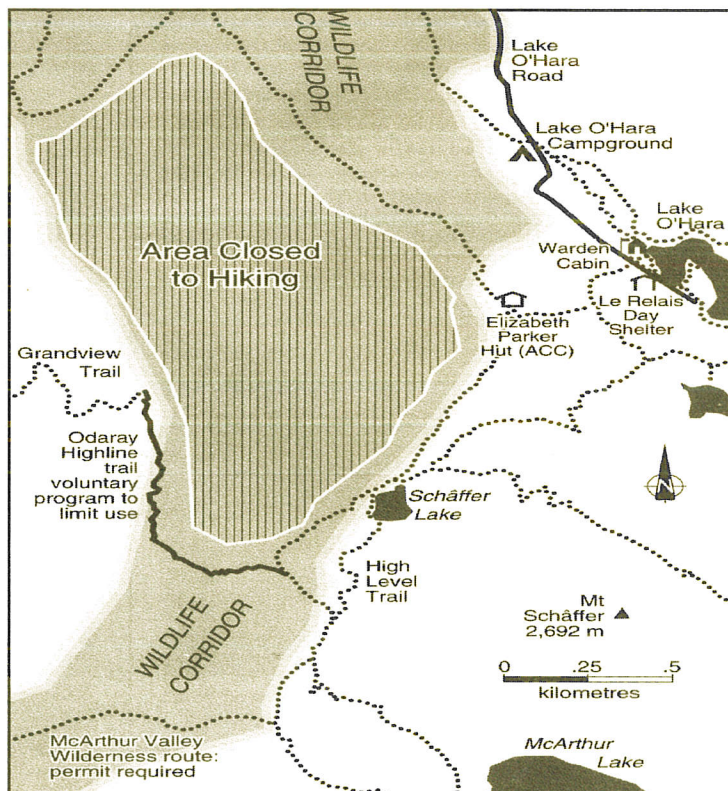 WILDLIFE
CORRIDOR
Lake
O'Hara
Road
Lake O'Hara
Campground
Lake
O'Hara
Warden
Cabin
Le Relais
Day
Shelter
Area Closed
to Hiking
Elizabeth
Parker
Hut (ACC)
Grandview
Trail
Odaray
Highline
trail
voluntary
program to
limit use
Schâffer
Lake
N
High
Level
Trail
Mt
Schâffer
2,692 m
WILDLIFE
CORRIDOR
0 .25 .5
kilometres
McArthur Valley
Wilderness route:
permit required
McArthur
Lake